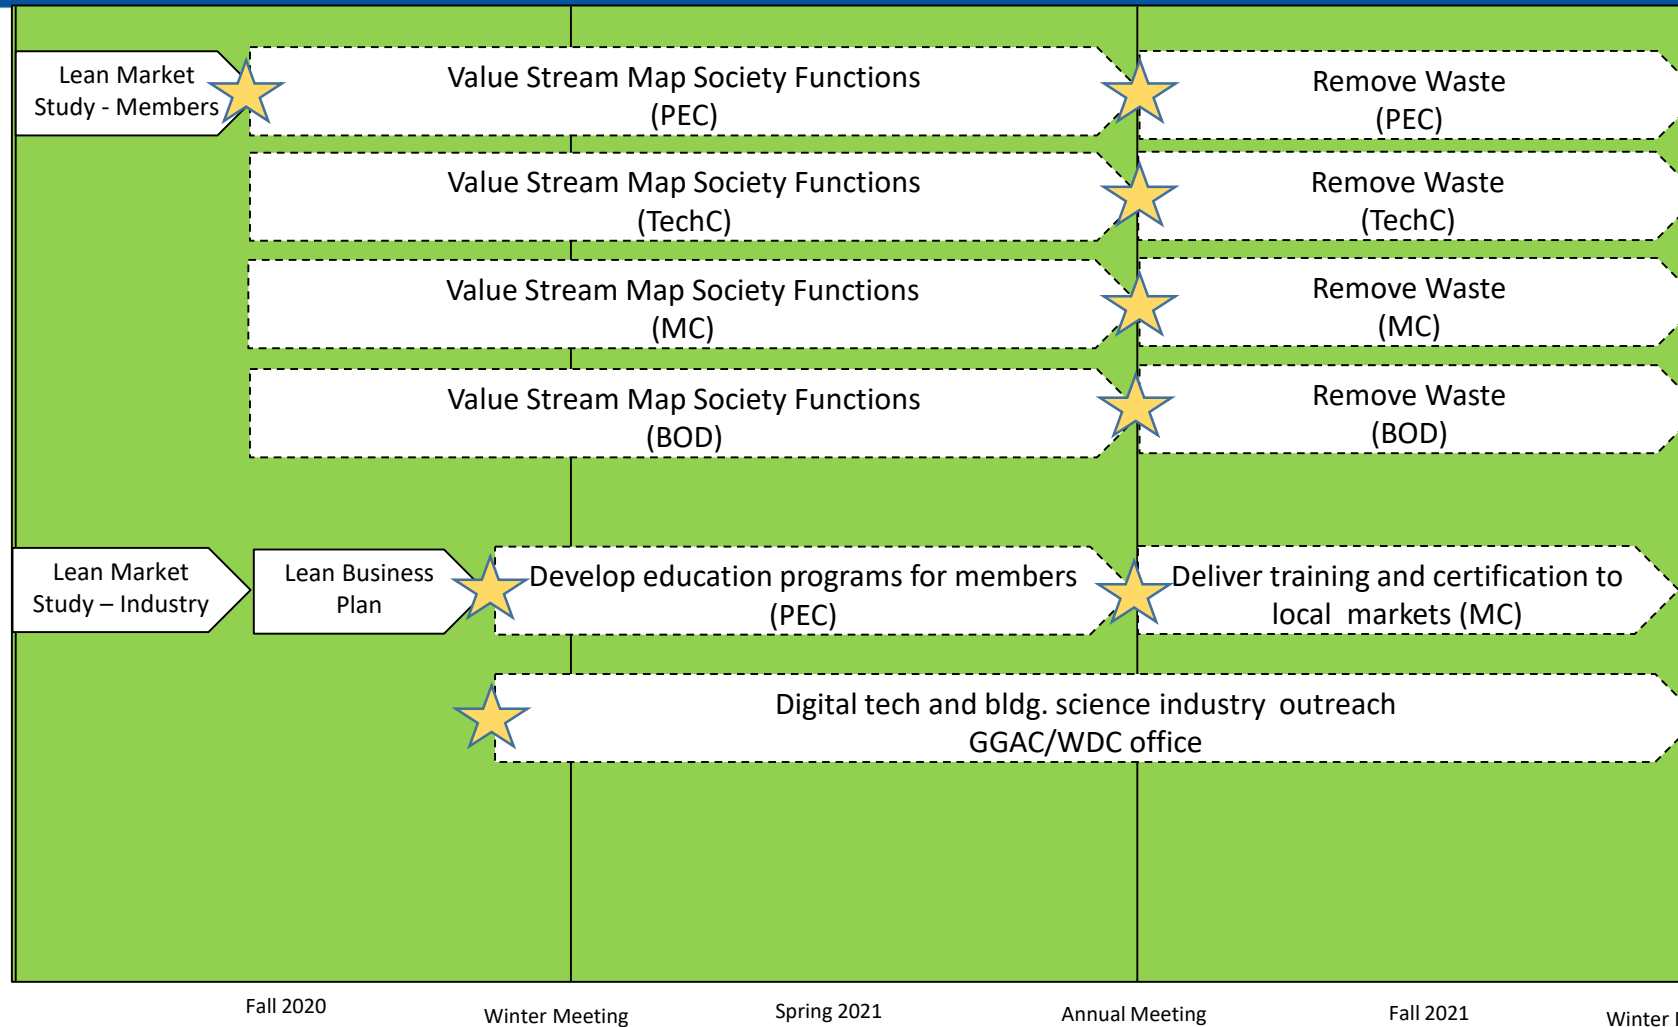 Lean Market
Study - Members
Value Stream Map Society Functions
(PEC)
Remove Waste
(PEC)
Value Stream Map Society Functions
(TechC)
Remove Waste
(TechC)
Value Stream Map Society Functions
(MC)
Remove Waste
(MC)
Value Stream Map Society Functions
(BOD)
Remove Waste
(BOD)
Lean Market
Study – Industry
Lean Business
Plan
Develop education programs for members
(PEC)
Deliver training and certification to
local  markets (MC)
Digital tech and bldg. science industry  outreach
GGAC/WDC office
Fall 2020
Winter Meeting
Spring 2021
Annual Meeting
Fall 2021
Winter